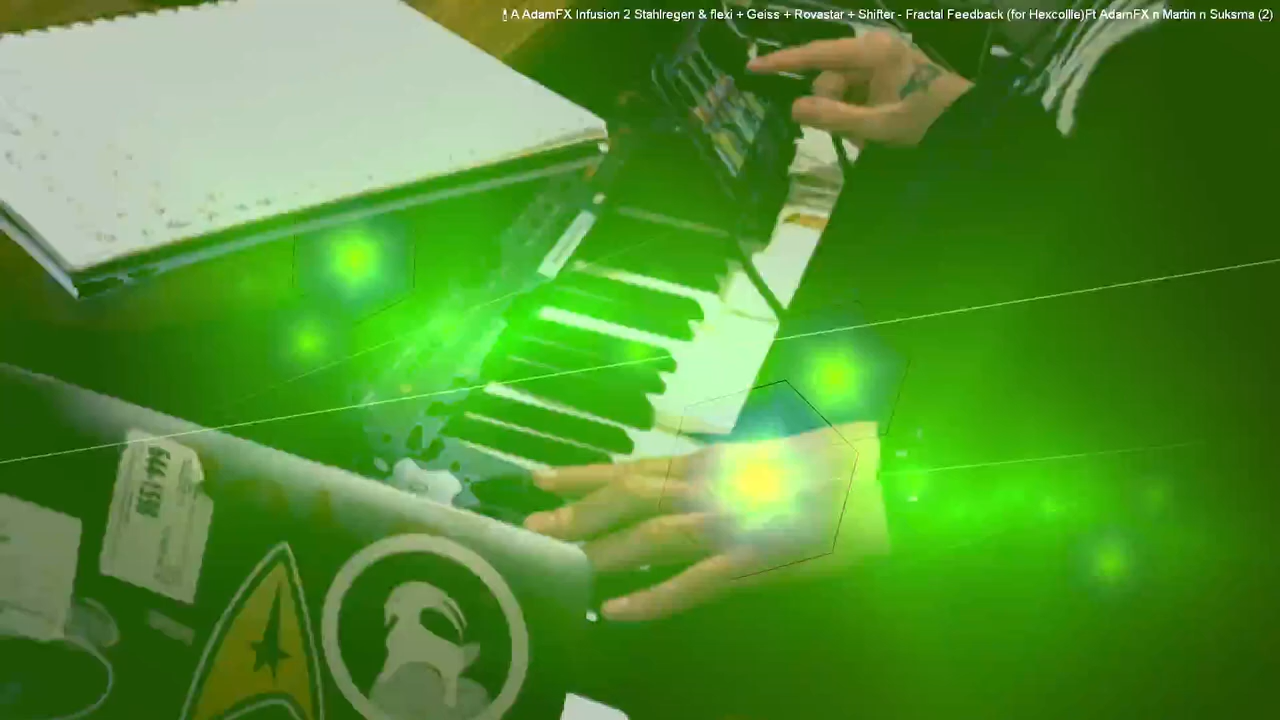 A AdamFX Infusion 2 Stahlregen & flexi + Geiss + Rovastar + Shifter - Fractal Feedback (for Hexcollie)Ft AdamFX n Martin n Suksma (2)